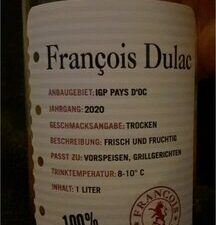 François Dulac
ANBAUGEBIET: IGP PAYS D'OC
JAHRGANG: 2020
GESCHMACKSANGABE: TROCKEN
BESCHREIBUNG: FRISCH UND FRUCHTIG
PASST ZU: VORSPEISEN, GRILLGERICHTEN
TRINKTEMPERATUR: 8-10° C
INHALT: 1 LITER
100%
FRANÇOIS